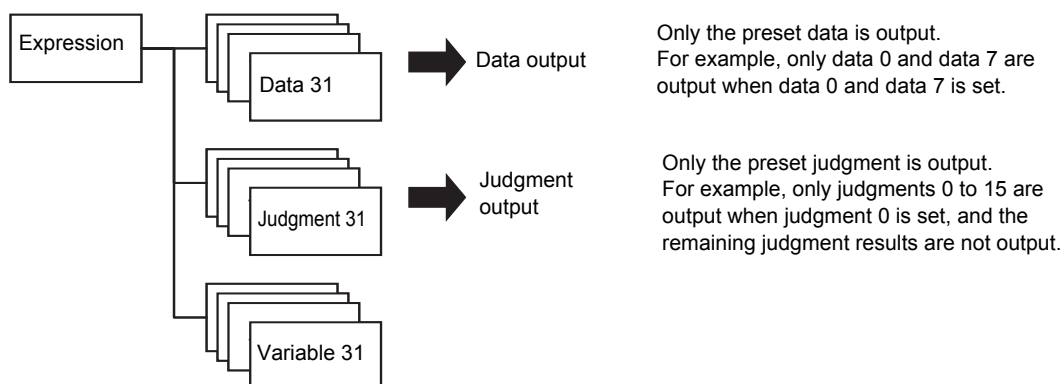 Expression
Data 31
Data output
Only the preset data is output.
For example, only data 0 and data 7 are
output when data 0 and data 7 is set.
Judgment 31
Judgment
output
Only the preset judgment is output.
For example, only judgments 0 to 15 are
output when judgment 0 is set, and the
remaining judgment results are not output.
Variable 31